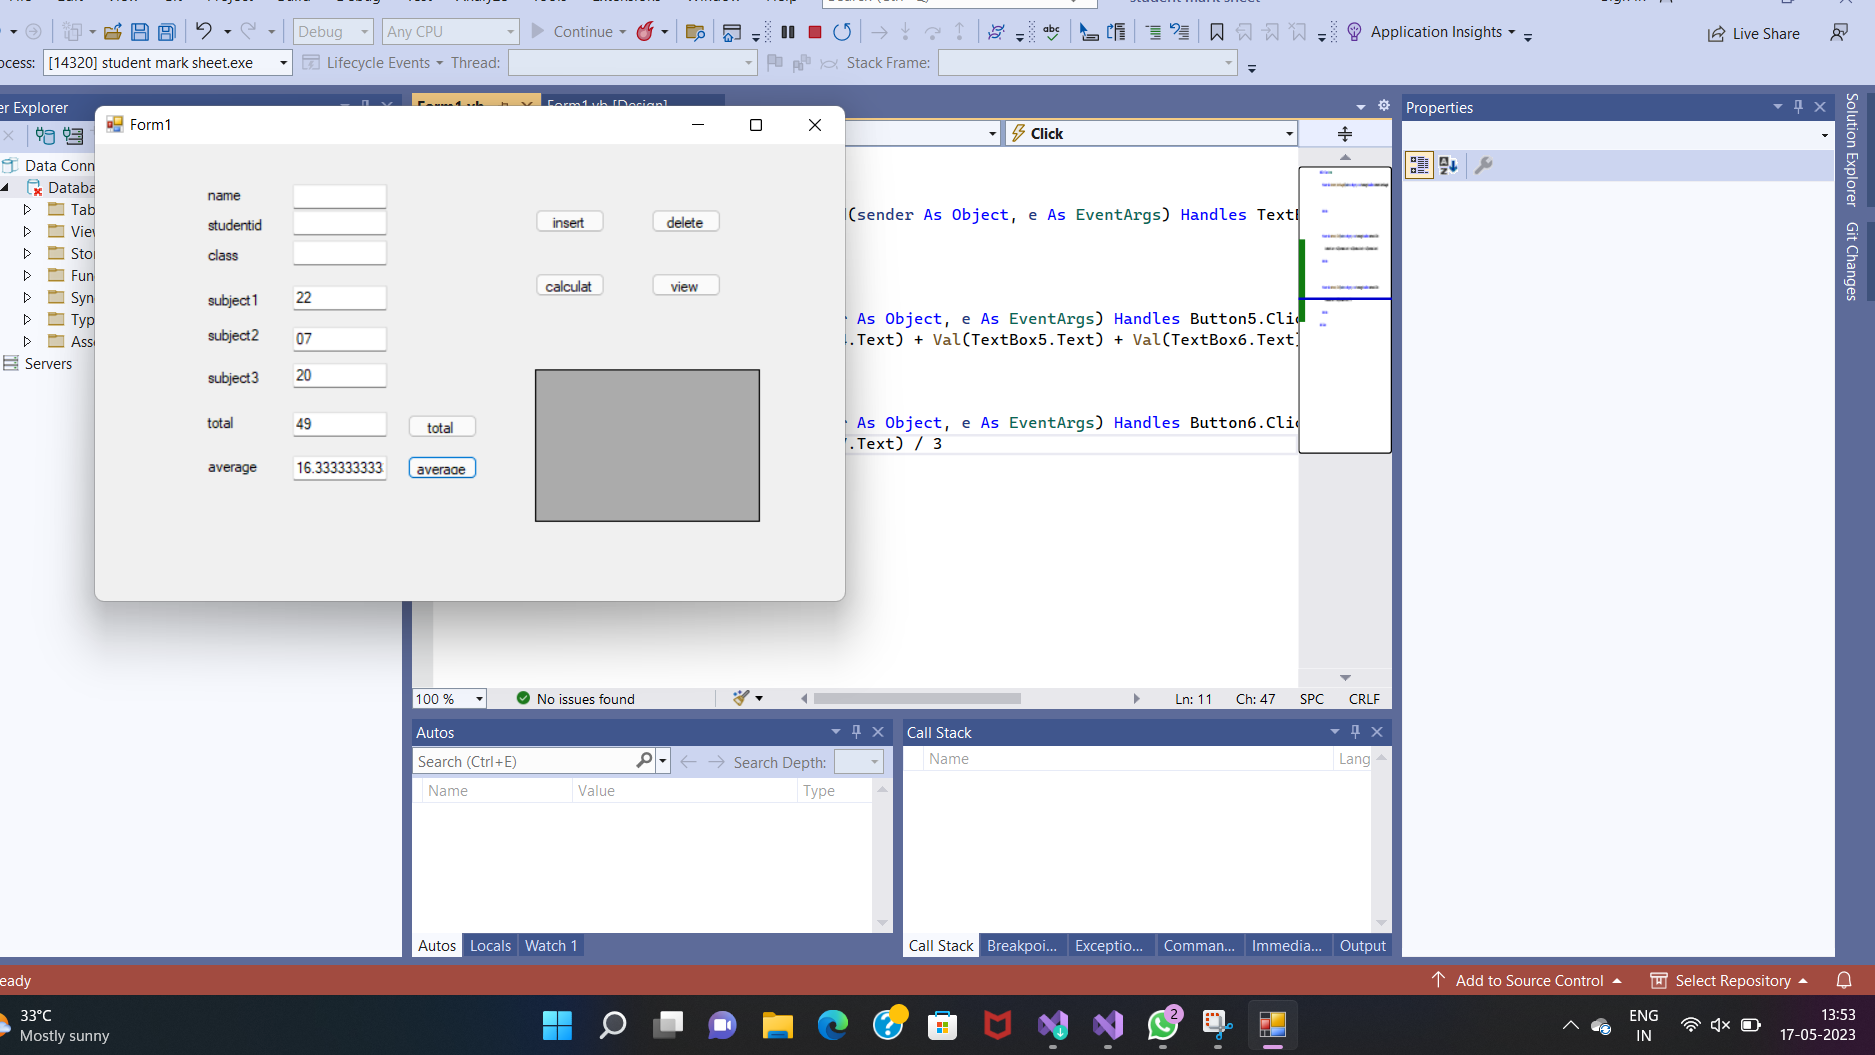 Debug
Any CPU
Continue
Application Insights
Live Share
ocess: [14320] student mark sheet.exe
Lifecycle Events
Thread:
Stack Frame:
er Explorer
Form1
Properties
Click
Data Conn
Databa
Tab
View
Stor
Fun
Syn
Typ
Asse
Servers
name
studentid
class
subject1 22
subject2 07
subject3 20
total 49 total
average 16.333333333 average
insert delete
calculat view
(sender As Object, e As EventArgs) Handles Text
As Object, e As EventArgs) Handles Button5.Clic
.Text) + Val(TextBox5.Text) + Val(TextBox6.Text
As Object, e As EventArgs) Handles Button6.Clic
.Text) / 3
Solution Explorer
Git Changes
100 %
No issues found
Ln: 11 Ch: 47 SPC CRLF
Autos
Search (Ctrl+E)
Search Depth:
Name Value Type
Autos Locals Watch 1
Call Stack
Name Lang
Call Stack Breakpoi... Exceptio... Comman... Immedia... Output
eady
Add to Source Control
Select Repository
33°C
Mostly sunny
2
ENG
IN
13:53
17-05-2023